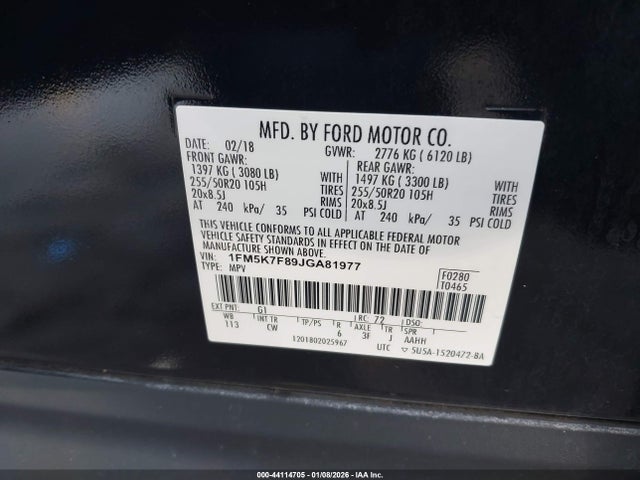 MFD. BY FORD MOTOR CO.
DATE: 02/18 GVWR: 2776 KG ( 6120 LB)
FRONT GAWR: REAR GAWR:
1397 KG ( 3080 LB) WITH 1497 KG ( 3300 LB) WITH
255/50R20 105H TIRES 255/50R20 105H TIRES
20x8.5J RIMS 20x8.5J RIMS
AT 240 kPa/ 35 PSI COLD AT 240 kPa/ 35 PSI COLD
THIS VEHICLE CONFORMS TO ALL APPLICABLE FEDERAL MOTOR
VEHICLE SAFETY STANDARDS IN EFFECT ON THE DATE OF
MANUFACTURE SHOWN ABOVE.
VIN: 1FM5K7F89JGA81977 F0280
TYPE: MPV T0465
EXT PNT: G1 RC: 72 DSO:
WB INT TR TP/PS R AXLE TR SPR
113 CW 6 3F J AAHH
1201802025967 UTC ▽ 5U5A-1520472-8A
000-44114705 - 01/08/2026 - IAA Inc.